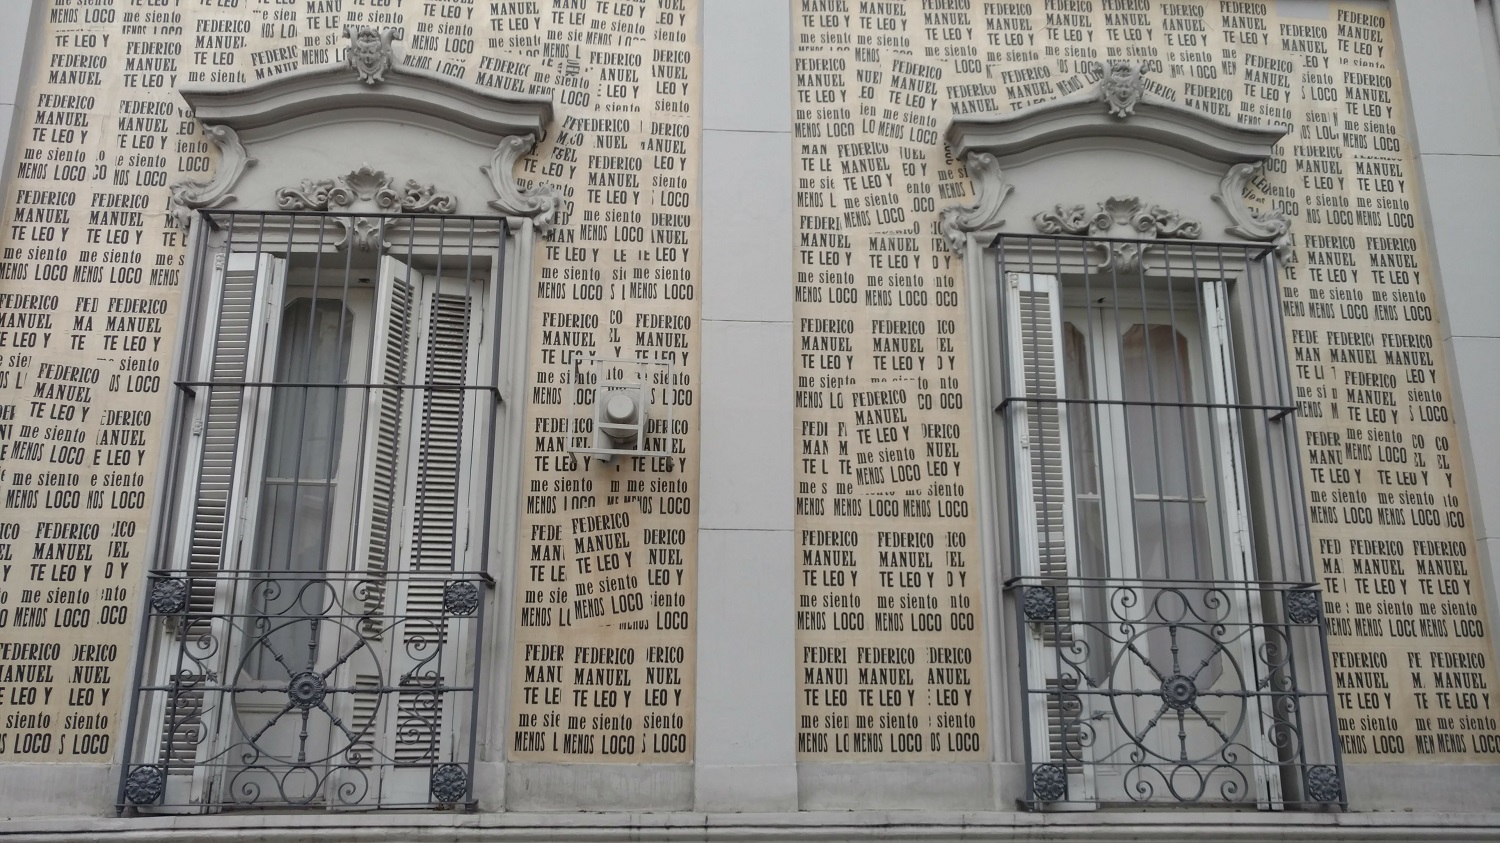 FEDERICO
MANUEL
TE LEO Y
me siento
MENOS LOCO